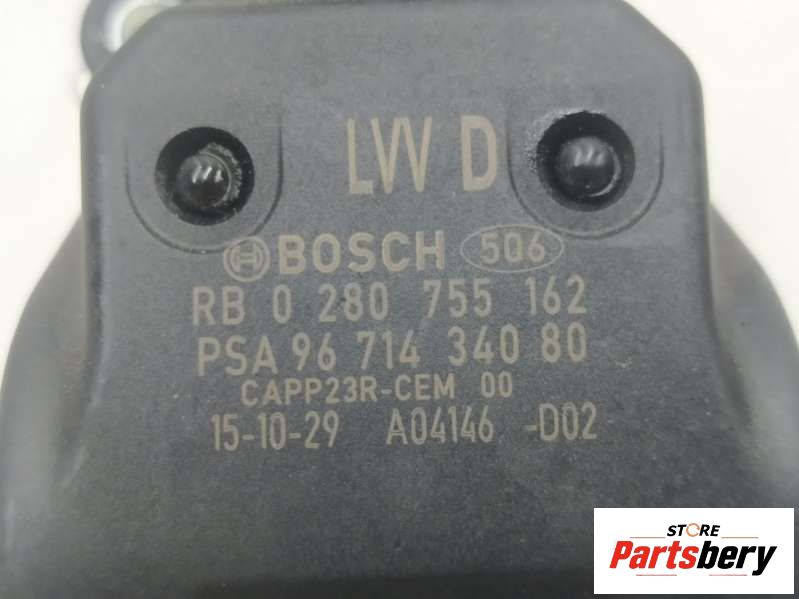 LW D
BOSCH 506
RB 0 280 755 162
PSA 96 714 340 80
CAPP23R-CEM 00
15-10-29 A04146 -D02
STORE
Partsbery